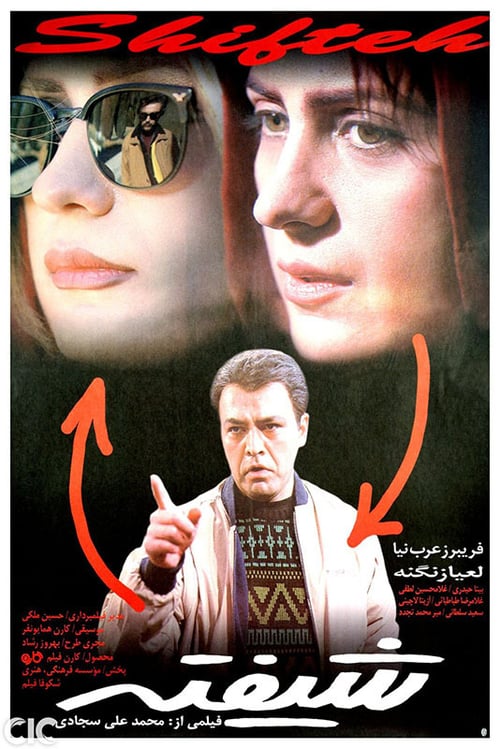 Shifteh
فریبرز عرب نیا
لعیا زنگنه
بیتا حیدری / غلامحسین لطفی
غلامرضا طباطبائی / آزیتا لاچینی
سعید سلطانی / میر محمد تجدد
مدیر فیلمبرداری / حسین ملکی
موسیقی / کارن همایونفر
مجری طرح / بهروز رشاد
محصول / کارن فیلم
پخش / موسسه فرهنگی، هنری
شکوفا فیلم
شیفته
فیلمی از: محمد علی سجادی
CIC